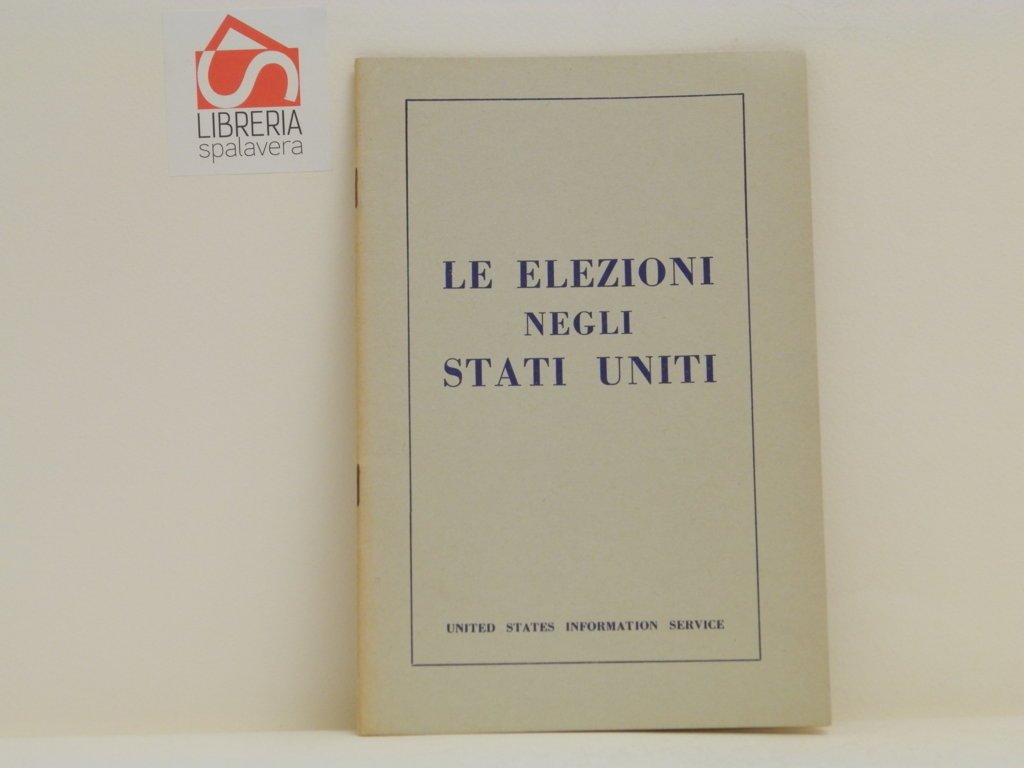 LIBRERIA
spalavera
LE ELEZIONI
NEGLI
STATI UNITI
UNITED STATES INFORMATION SERVICE